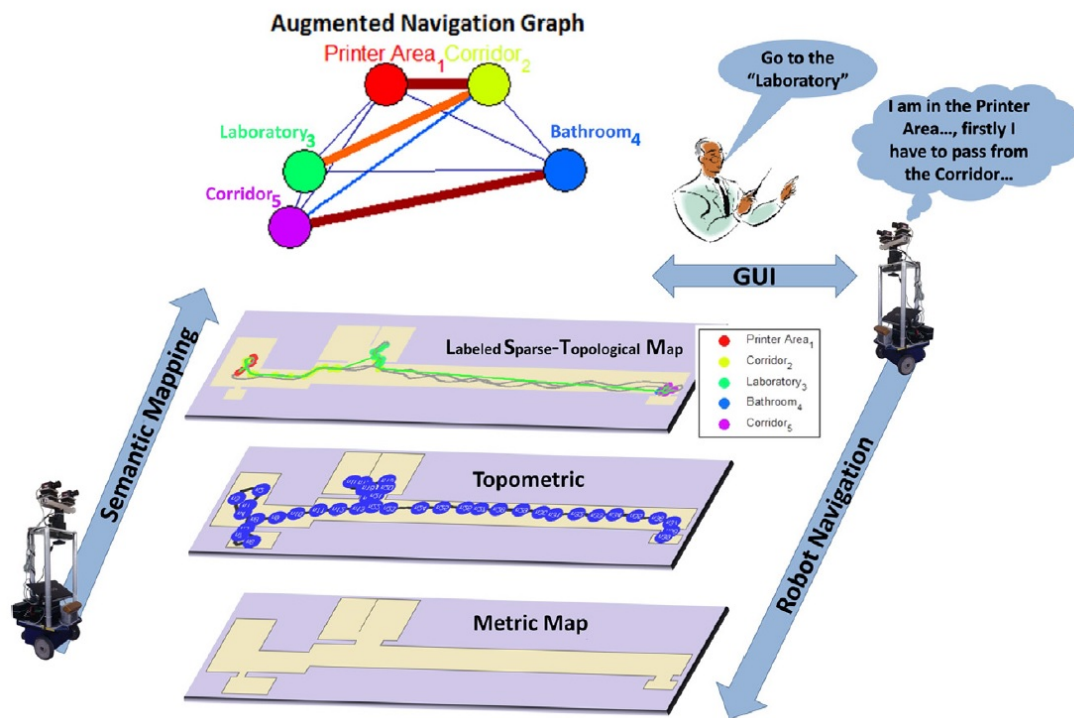 Augmented Navigation Graph
Printer Area1 Corridor2
Laboratory3
Bathroom4
Corridor5
Go to the
“Laboratory”
I am in the Printer
Area…, firstly I
have to pass from
the Corridor…
GUI
Semantic Mapping
Labeled Sparse-Topological Map
Printer Area1
Corridor2
Laboratory3
Bathroom4
Corridor5
Topometric
Robot Navigation
Metric Map